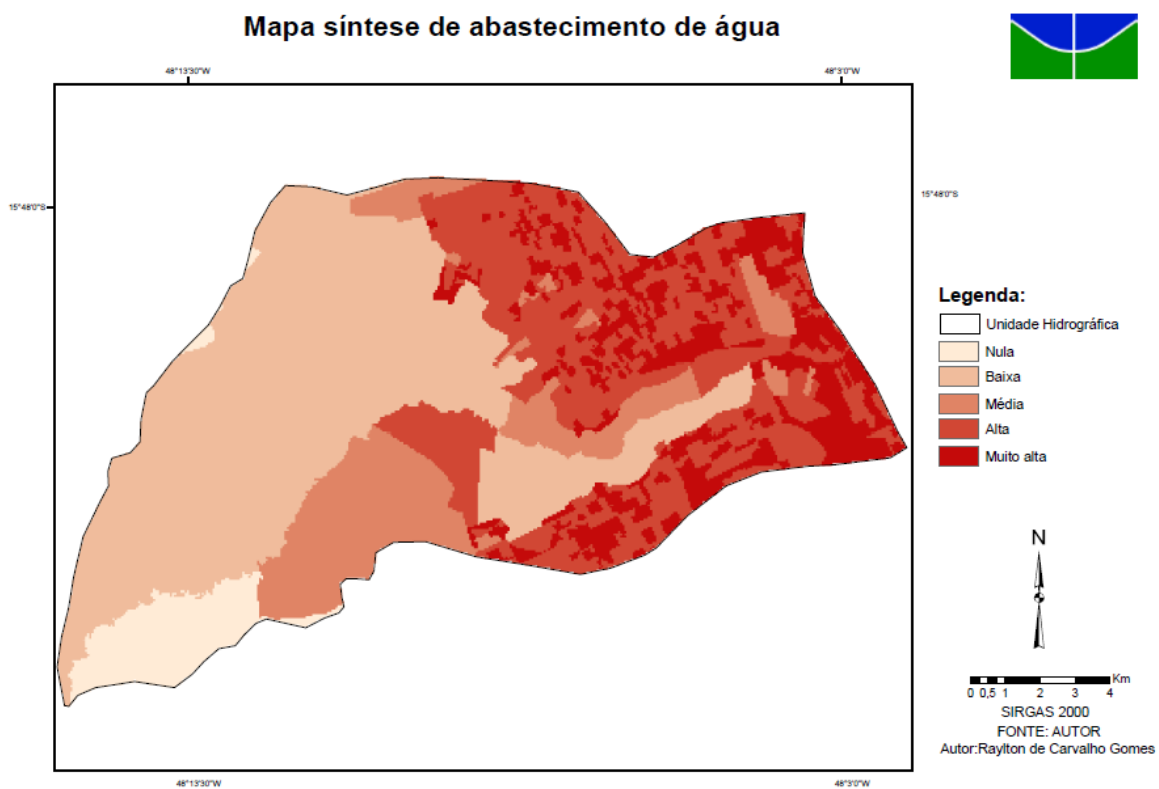 Mapa síntese de abastecimento de água
48°13'30"W
48°3'0"W
15°48'0"S
15°48'0"S
Legenda:
Unidade Hidrográfica
Nula
Baixa
Média
Alta
Muito alta
N
Km
0 0,5 1 2 3 4
SIRGAS 2000
FONTE: AUTOR
Autor:Raylton de Carvalho Gomes
48°13'30"W
48°3'0"W